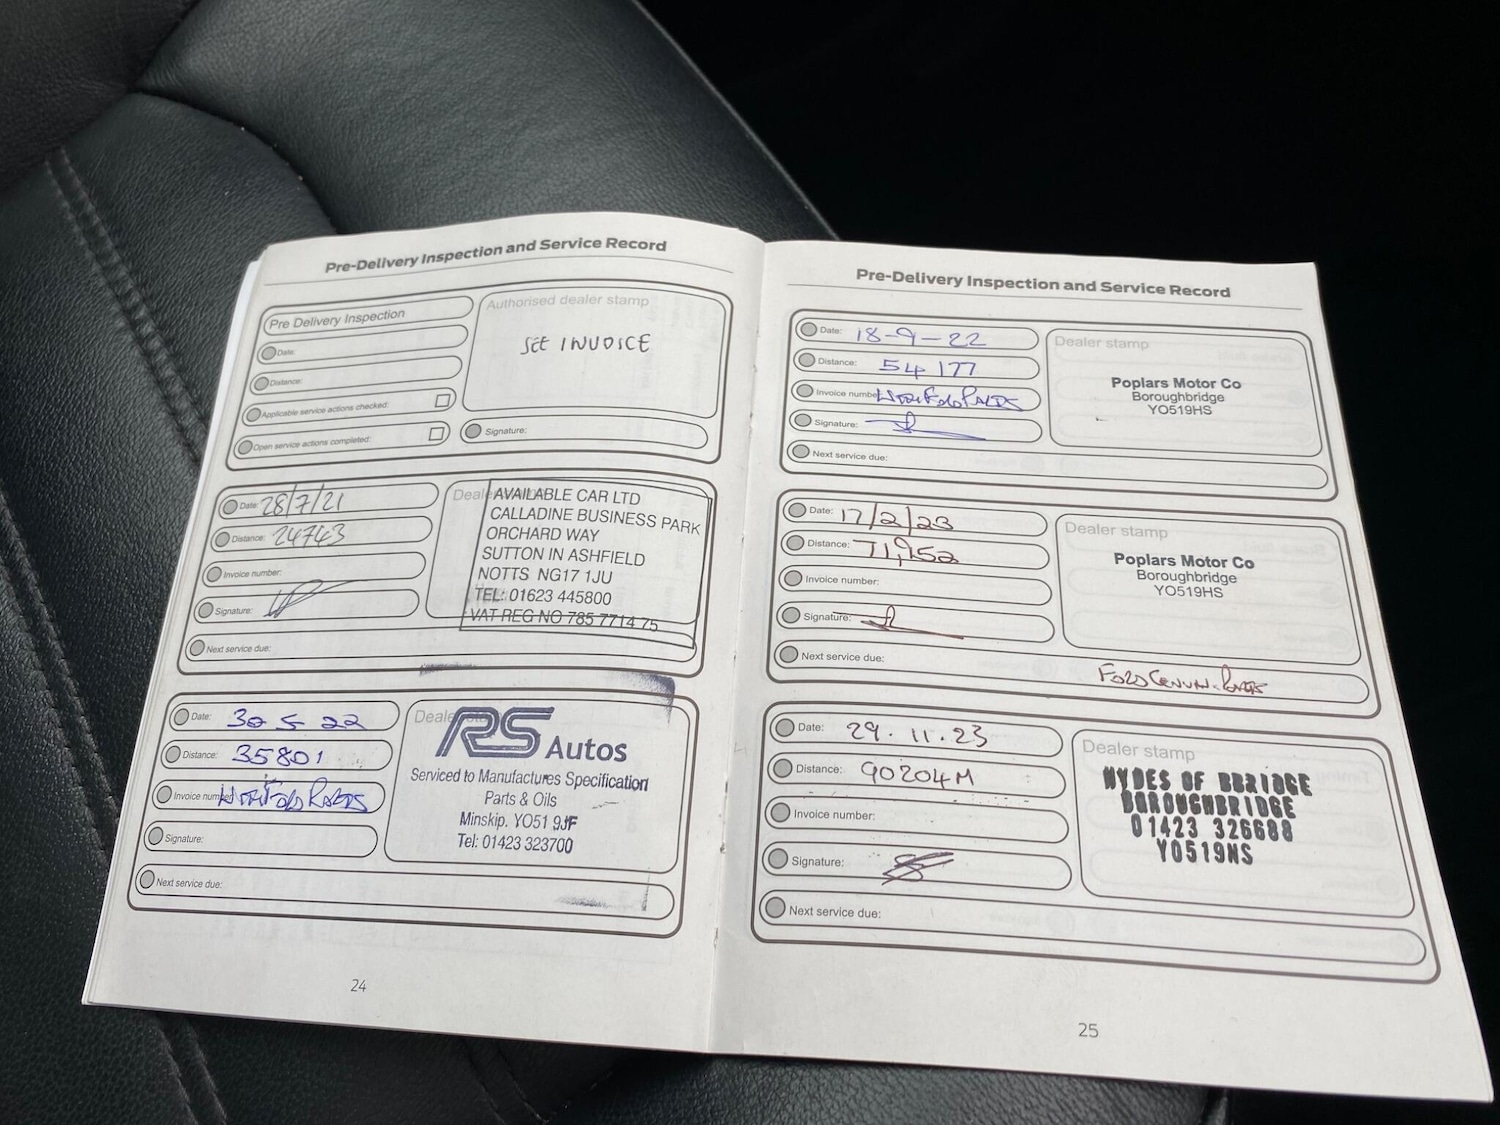 Pre-Delivery Inspection and Service Record
Pre Delivery Inspection
Date:
Distance:
Applicable service actions checked:
Open service actions completed:
Authorised dealer stamp
SEE INVOICE
Signature:
Date: 28/7/21
Distance: 24743
Invoice number:
Signature:
Next service due:
AVAILABLE CAR LTD
CALLADINE BUSINESS PARK
ORCHARD WAY
SUTTON IN ASHFIELD
NOTTS NG17 1JU
TEL: 01623 445800
VAT REG NO 785 7714 75
Date: 30 5 22
Distance: 35801
Invoice number
Signature:
Next service due:
RS Autos
Serviced to Manufactures Specification
Parts & Oils
Minskip. YO51 9JF
Tel: 01423 323700
24
Pre-Delivery Inspection and Service Record
Date: 18-9-22
Distance: 54177
Invoice number
Signature:
Next service due:
Dealer stamp
Poplars Motor Co
Boroughbridge
YO519HS
Date: 17/2/23
Distance: 71,952
Invoice number:
Signature:
Next service due:
Dealer stamp
Poplars Motor Co
Boroughbridge
YO519HS
Date: 29.11.23
Distance: 90204M
Invoice number:
Signature:
Next service due:
Dealer stamp
HYDES OF BBRIDGE
BOROUGHBRIDGE
01423 326688
YO519NS
25